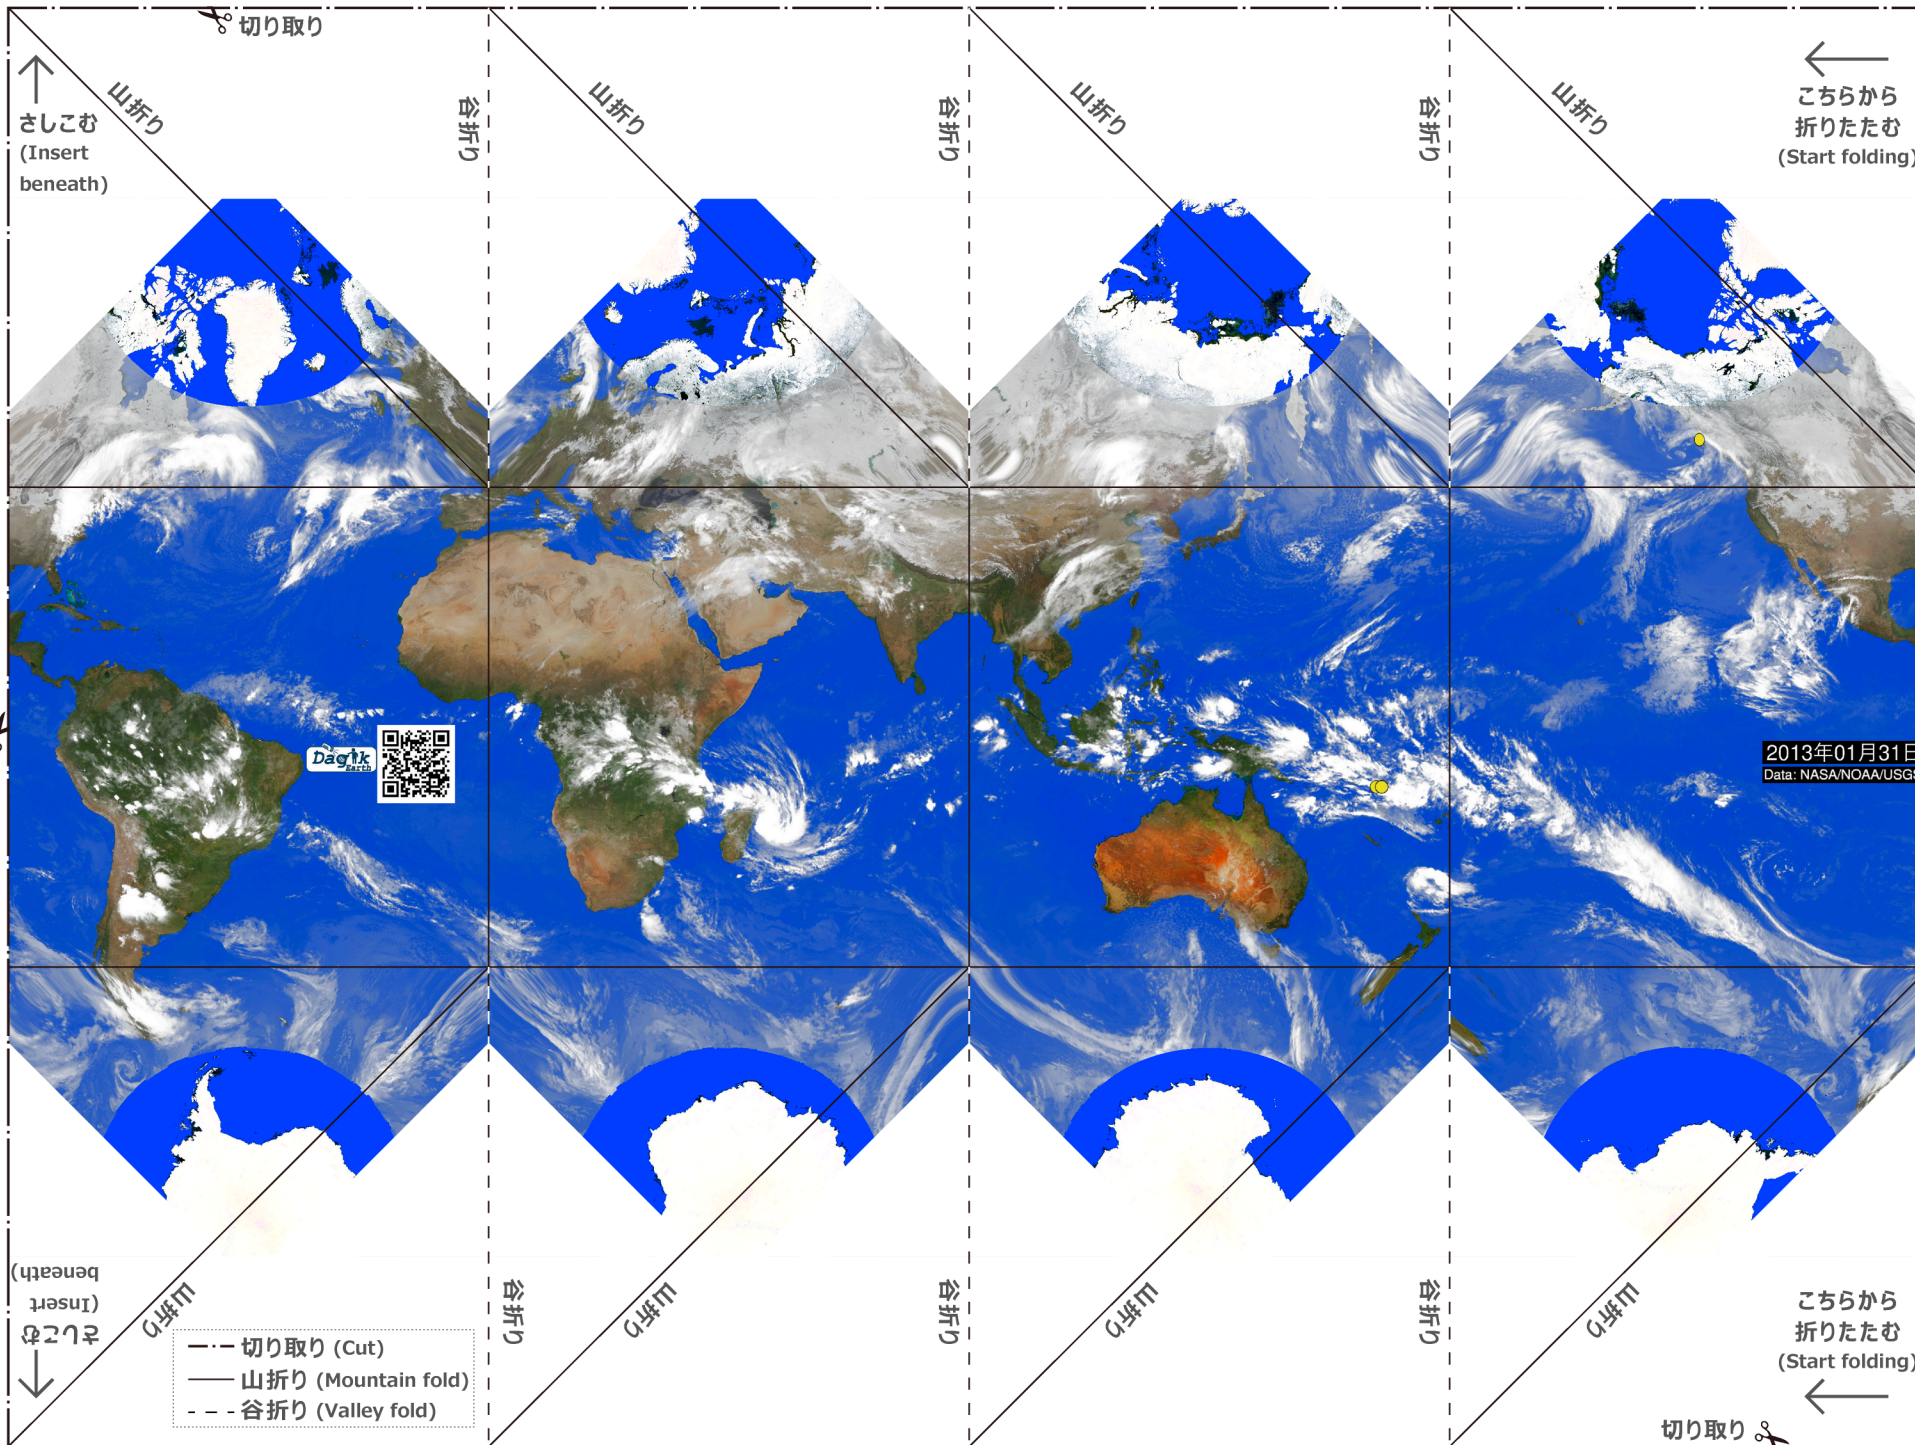 切り取り
さしこむ
(Insert
beneath)
山折り
谷折り
山折り
谷折り
山折り
谷折り
山折り
こちらから
折りたたむ
(Start folding)
Dagik
Earth
2013年01月31日
Data: NASA/NOAA/USGS
さしこむ
(Insert
beneath)
山折り
谷折り
山折り
谷折り
山折り
谷折り
山折り
こちらから
折りたたむ
(Start folding)
切り取り (Cut)
山折り (Mountain fold)
谷折り (Valley fold)
切り取り